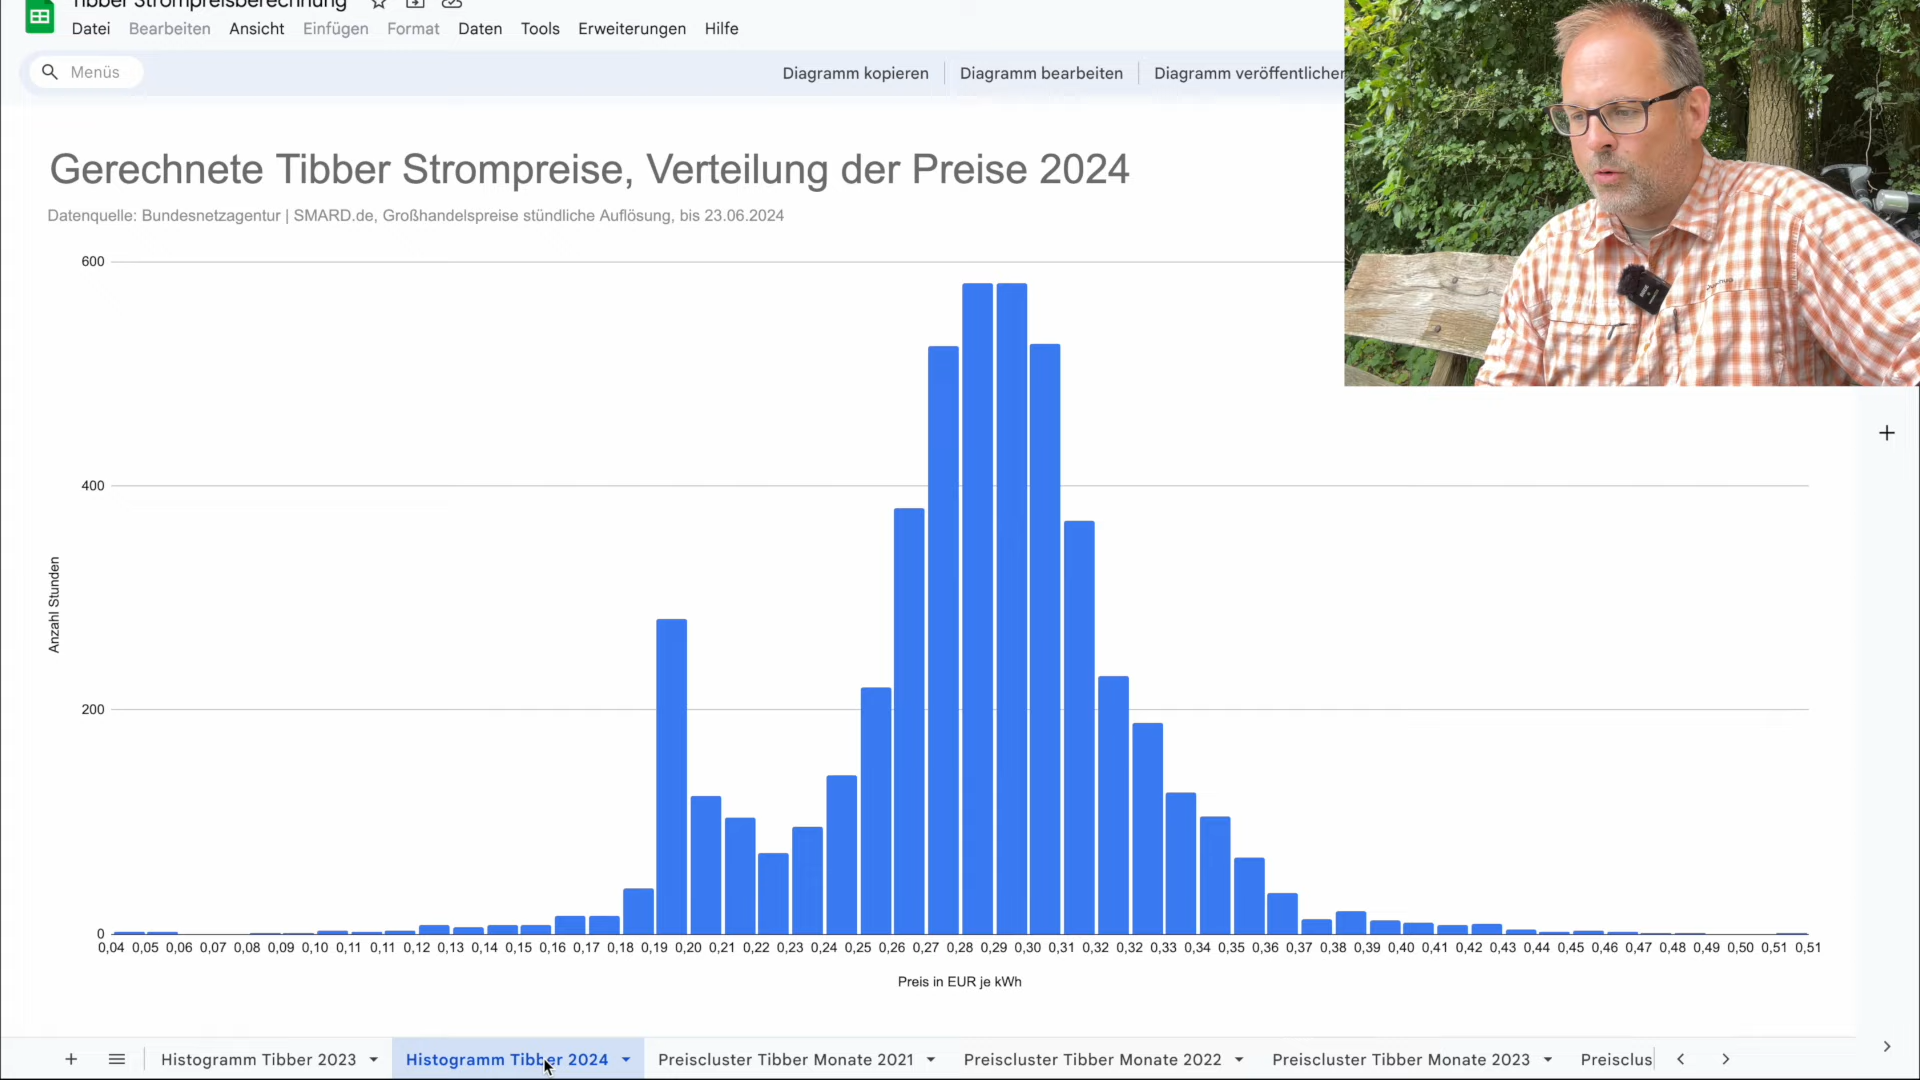 Tibber Strompreisberechnung
Datei Bearbeiten Ansicht Einfügen Format Daten Tools Erweiterungen Hilfe
Menüs
Diagramm kopieren Diagramm bearbeiten Diagramm veröffentlichen
Gerechnete Tibber Strompreise, Verteilung der Preise 2024
Datenquelle: Bundesnetzagentur | SMARD.de, Großhandelspreise stündliche Auflösung, bis 23.06.2024
600
400
Anzahl Stunden
200
0
0,04 0,05 0,06 0,07 0,08 0,09 0,10 0,11 0,11 0,12 0,13 0,14 0,15 0,16 0,17 0,18 0,19 0,20 0,21 0,22 0,23 0,24 0,25 0,26 0,27 0,28 0,29 0,30 0,31 0,32 0,32 0,33 0,34 0,35 0,36 0,37 0,38 0,39 0,40 0,41 0,42 0,43 0,44 0,45 0,46 0,47 0,48 0,49 0,50 0,51 0,51
Preis in EUR je kWh
Histogramm Tibber 2023 Histogramm Tibber 2024 Preiscluster Tibber Monate 2021 Preiscluster Tibber Monate 2022 Preiscluster Tibber Monate 2023 Preisclus